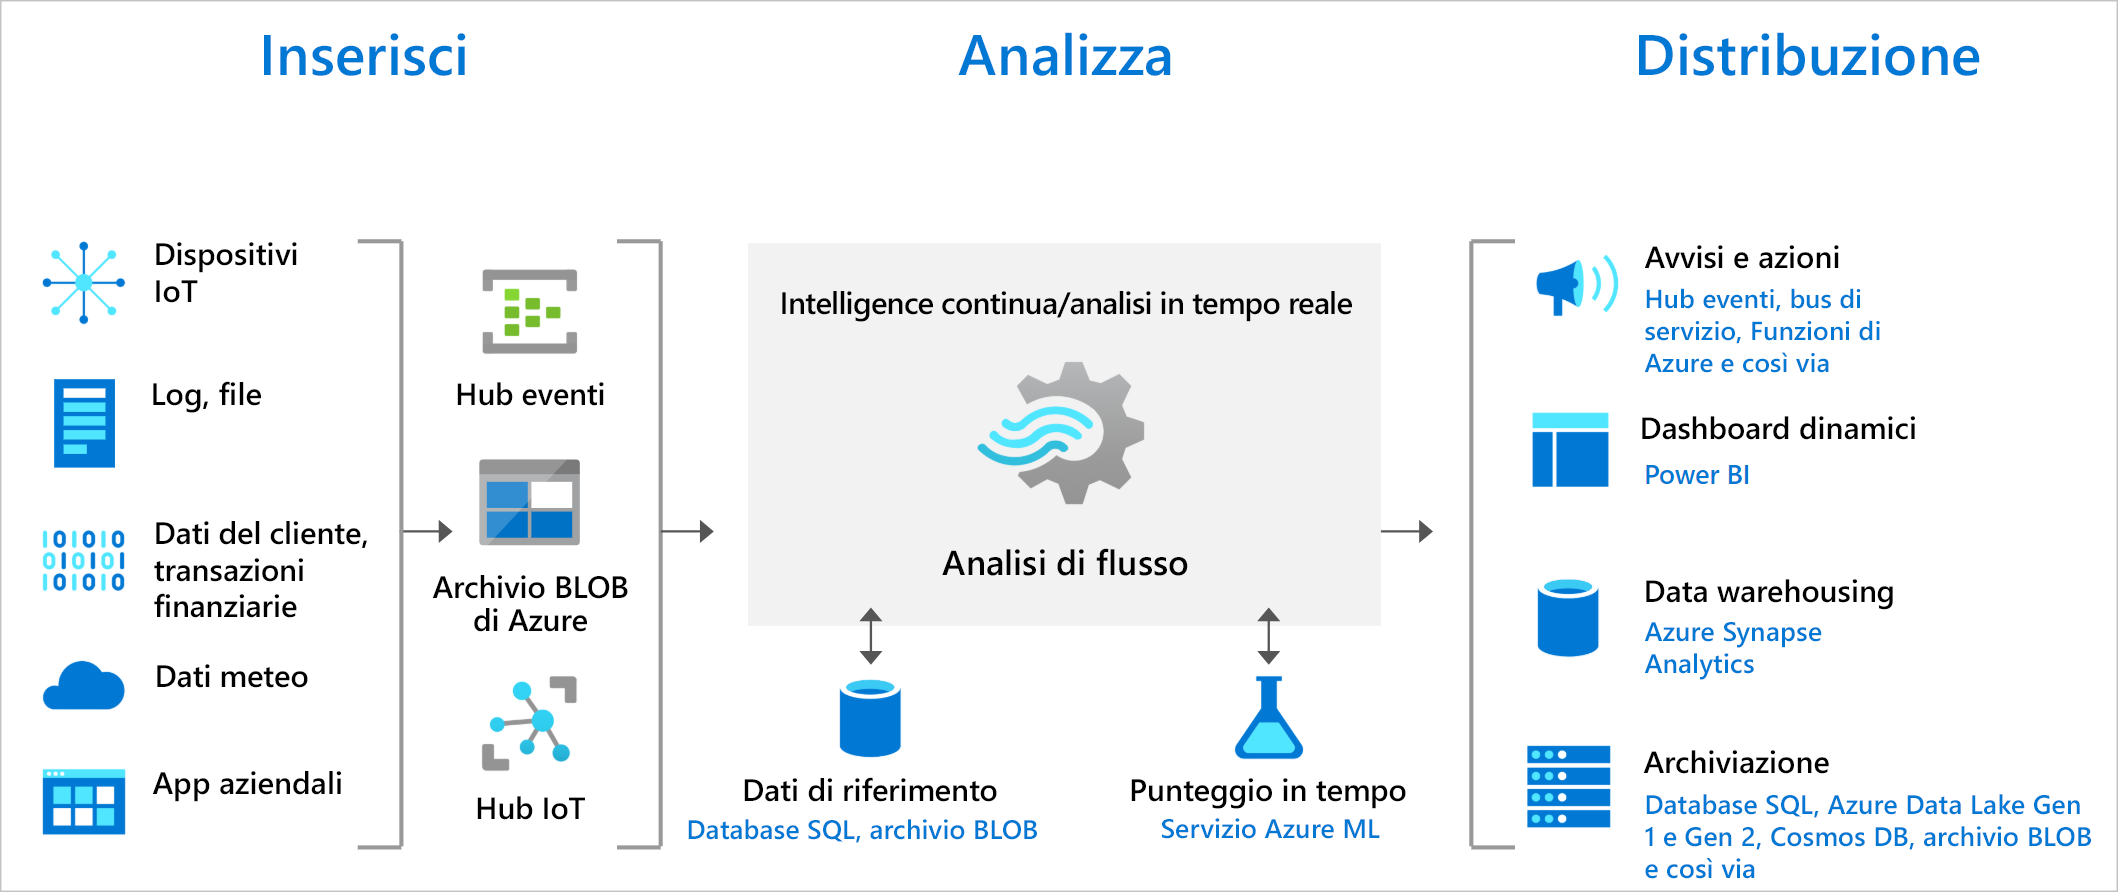 Inserisci
Analizza
Distribuzione
Dispositivi
IoT
Log, file
Dati del cliente,
transazioni
finanziarie
Dati meteo
App aziendali
Hub eventi
Archivio BLOB
di Azure
Hub IoT
Intelligence continua/analisi in tempo reale
Analisi di flusso
Dati di riferimento
Database SQL, archivio BLOB
Punteggio in tempo
Servizio Azure ML
Avvisi e azioni
Hub eventi, bus di
servizio, Funzioni di
Azure e così via
Dashboard dinamici
Power BI
Data warehousing
Azure Synapse
Analytics
Archiviazione
Database SQL, Azure Data Lake Gen
1 e Gen 2, Cosmos DB, archivio BLOB
e così via